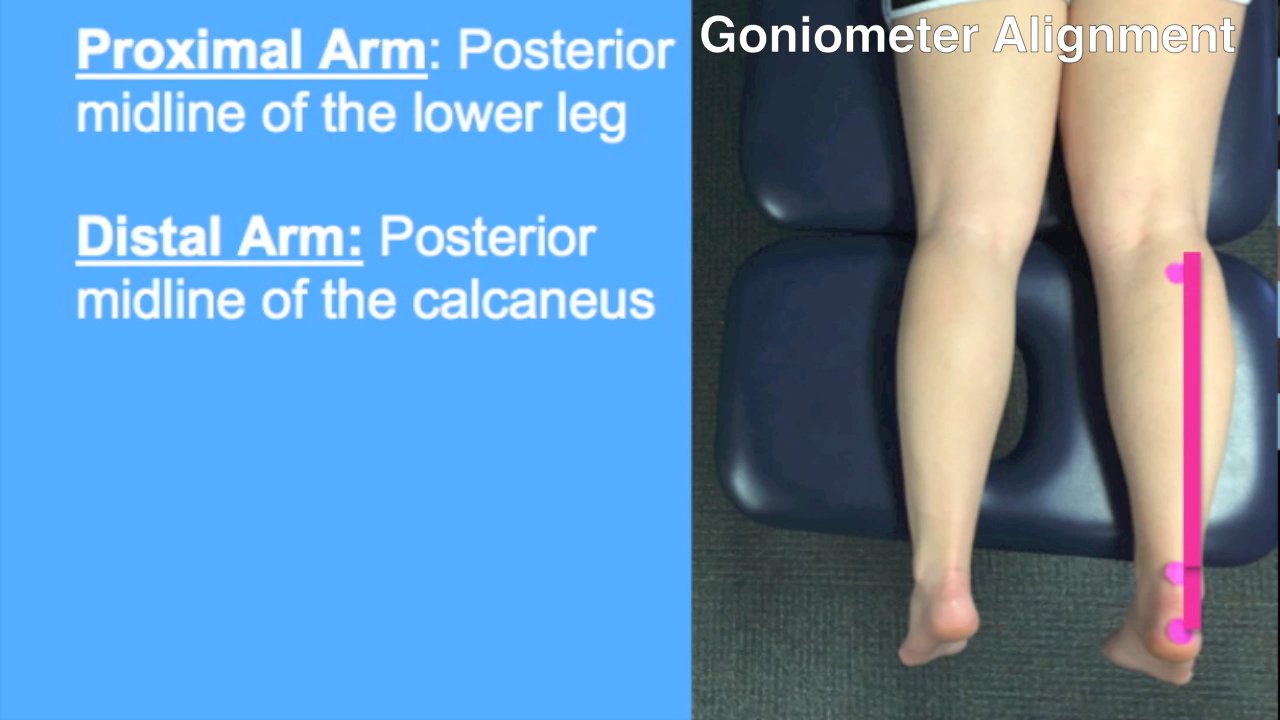 Proximal Arm: Posterior
midline of the lower leg
Distal Arm: Posterior
midline of the calcaneus
Goniometer Alignment